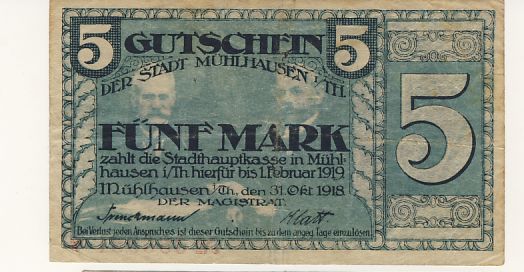 5 GUTSCHEIN 5
DER STADT MÜHLHAUSEN I/TH.
FÜNF MARK
zahlt die Stadthauptkasse in Mühl-
hausen i/Th hierfür bis 1. Februar 1919
Mühlhausen i/Th., den 31. Okt 1918
DER MAGISTRAT.
Bei Verlust jeden Anspruches ist dieser Gutschein bis zu dem angeg. Tage einzulösen.
5